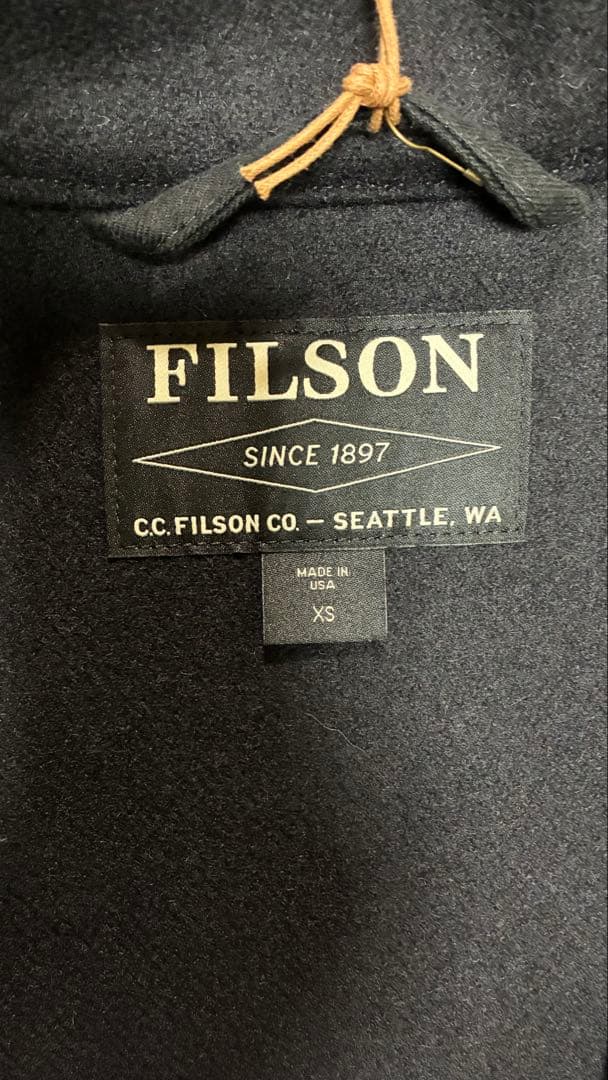 FILSON
SINCE 1897
C.C. FILSON CO. — SEATTLE, WA
MADE IN
USA
XS